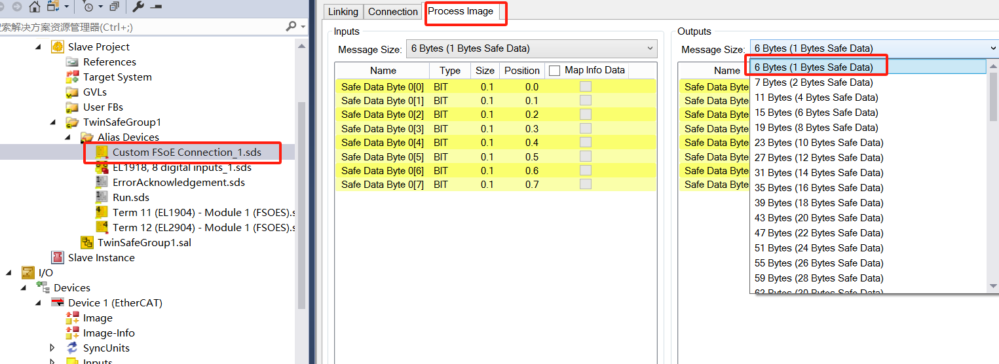 索解决方案资源管理器(Ctrl+;)
Slave Project
References
Target System
GVLs
User FBs
TwinSafeGroup1
Alias Devices
Custom FSoE Connection_1.sds
EL1918, 8 digital inputs_1.sds
ErrorAcknowledgement.sds
Run.sds
Term 11 (EL1904) - Module 1 (FSOES).s
Term 12 (EL2904) - Module 1 (FSOES).s
TwinSafeGroup1.sal
Slave Instance
I/O
Devices
Device 1 (EtherCAT)
Image
Image-Info
SyncUnits
Inputs
Linking Connection Process Image
Inputs
Message Size: 6 Bytes (1 Bytes Safe Data)
Name Type Size Position Map Info Data
Safe Data Byte 0[0] BIT 0.1 0.0
Safe Data Byte 0[1] BIT 0.1 0.1
Safe Data Byte 0[2] BIT 0.1 0.2
Safe Data Byte 0[3] BIT 0.1 0.3
Safe Data Byte 0[4] BIT 0.1 0.4
Safe Data Byte 0[5] BIT 0.1 0.5
Safe Data Byte 0[6] BIT 0.1 0.6
Safe Data Byte 0[7] BIT 0.1 0.7
Outputs
Message Size: 6 Bytes (1 Bytes Safe Data)
Name
Safe Data Byte
Safe Data Byte
Safe Data Byte
Safe Data Byte
Safe Data Byte
Safe Data Byte
Safe Data Byte
Safe Data Byte
6 Bytes (1 Bytes Safe Data)
7 Bytes (2 Bytes Safe Data)
11 Bytes (4 Bytes Safe Data)
15 Bytes (6 Bytes Safe Data)
19 Bytes (8 Bytes Safe Data)
23 Bytes (10 Bytes Safe Data)
27 Bytes (12 Bytes Safe Data)
31 Bytes (14 Bytes Safe Data)
35 Bytes (16 Bytes Safe Data)
39 Bytes (18 Bytes Safe Data)
43 Bytes (20 Bytes Safe Data)
47 Bytes (22 Bytes Safe Data)
51 Bytes (24 Bytes Safe Data)
55 Bytes (26 Bytes Safe Data)
59 Bytes (28 Bytes Safe Data)
63 Bytes (30 Bytes Safe Data)